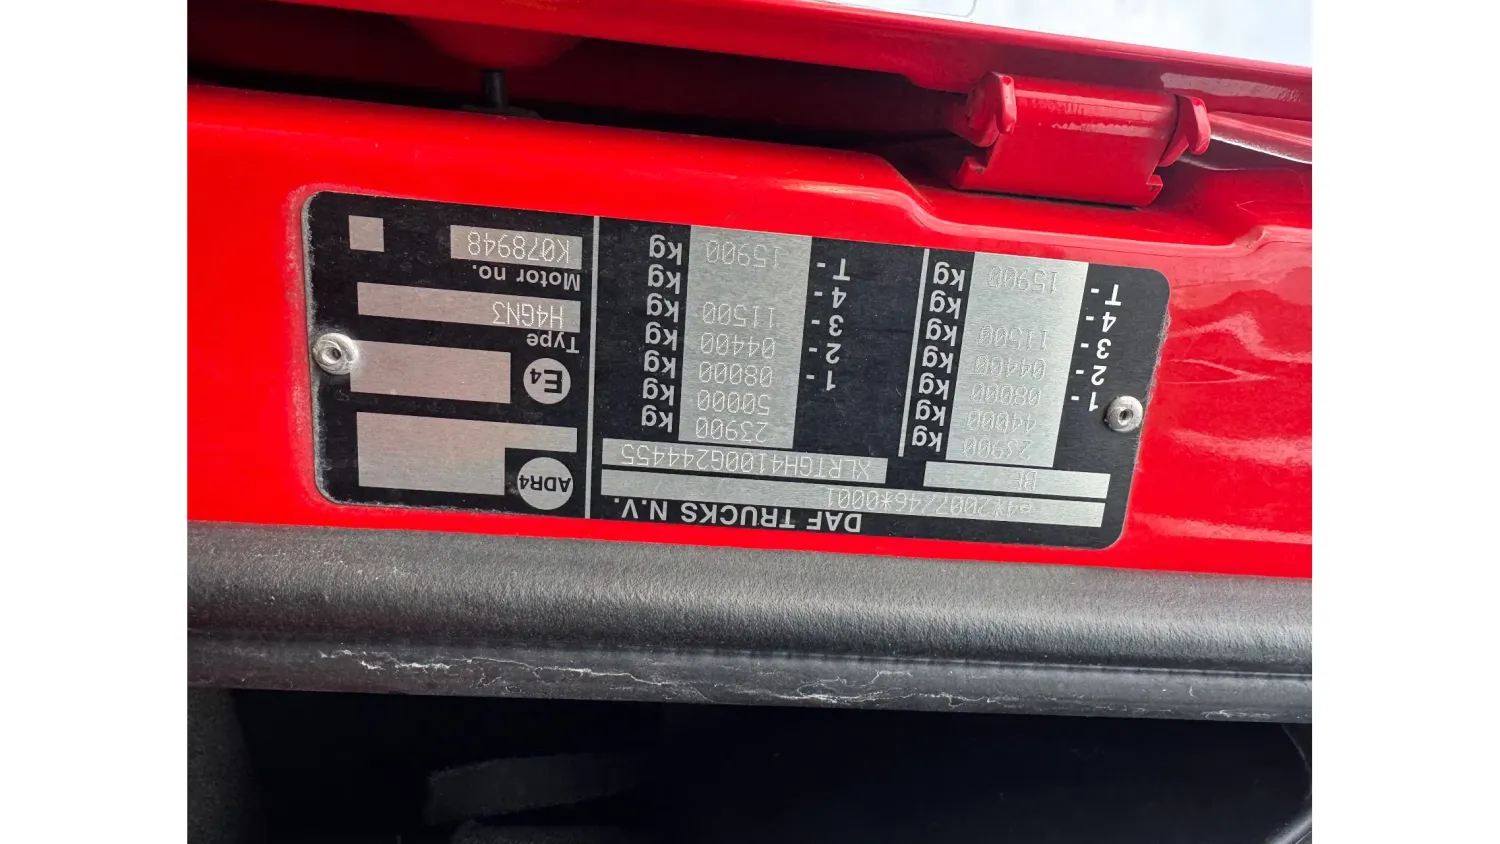 DAF TRUCKS N.V.
e4*2007/46*0001
BE XLRTGH4100G244455
23900 kg
44000 kg
1 - 08000 kg
2 - 04400 kg
3 - 11500 kg
4 - kg
T - 15900 kg
23900 kg
50000 kg
1 - 08000 kg
2 - 04400 kg
3 - 11500 kg
4 - kg
T - 15900 kg
ADR4
E4
Type
H4GN3
Motor no.
K078948